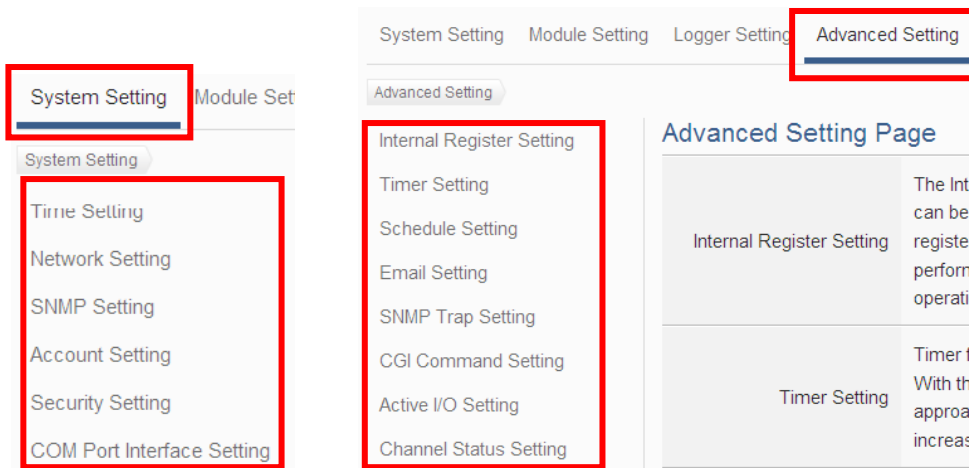 System Setting Module Set
System Setting
Time Setting
Network Setting
SNMP Setting
Account Setting
Security Setting
COM Port Interface Setting
System Setting Module Setting Logger Setting Advanced Setting
Advanced Setting
Internal Register Setting
Timer Setting
Schedule Setting
Email Setting
SNMP Trap Setting
CGI Command Setting
Active I/O Setting
Channel Status Setting
Advanced Setting Page
Internal Register Setting
The Int
can be
registe
perforn
operati
Timer Setting
Timer f
With th
approa
increas